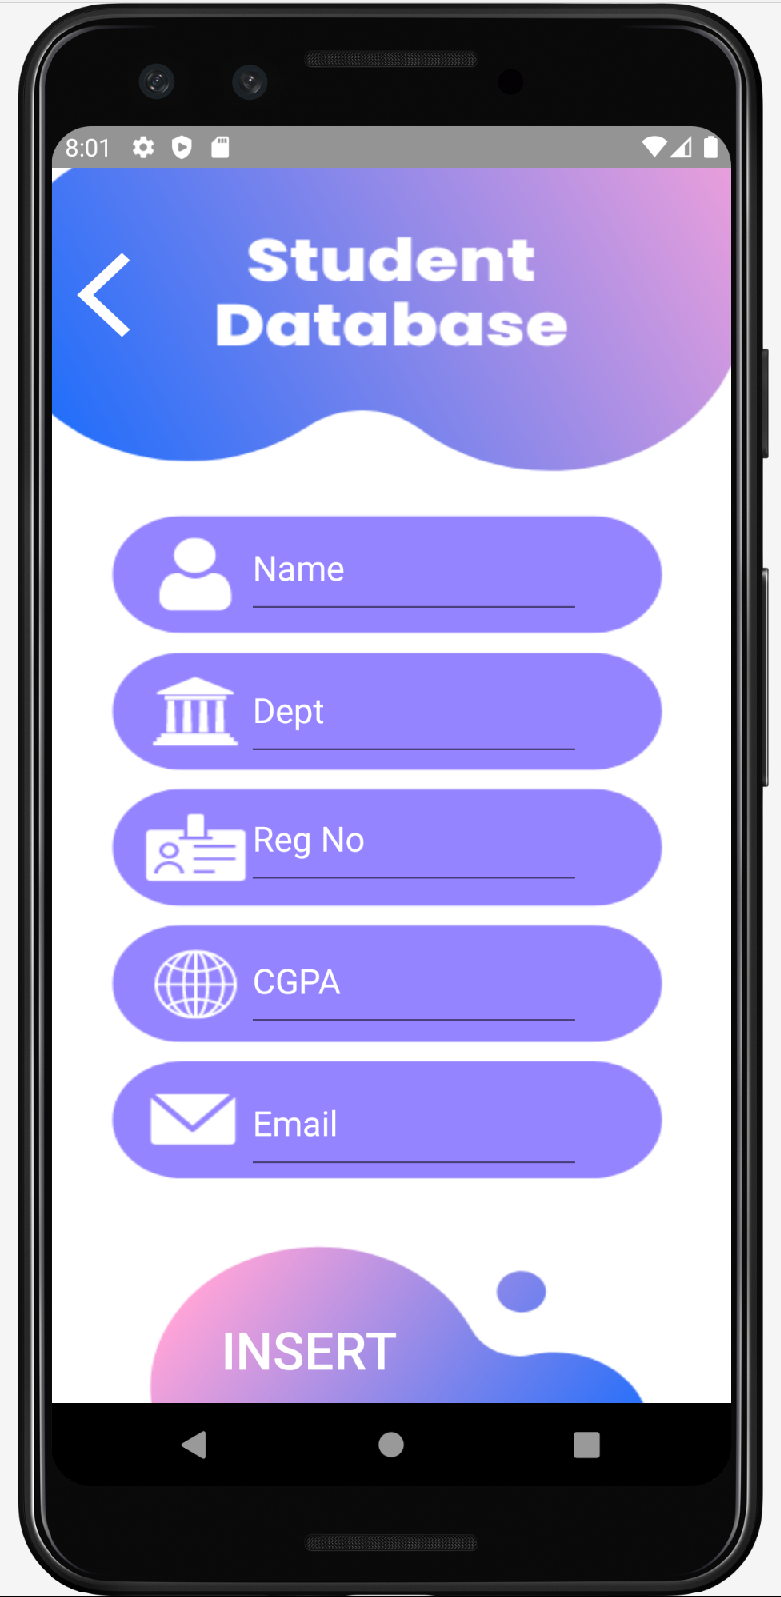 8:01
Student
Database
Name
Dept
Reg No
CGPA
Email
INSERT